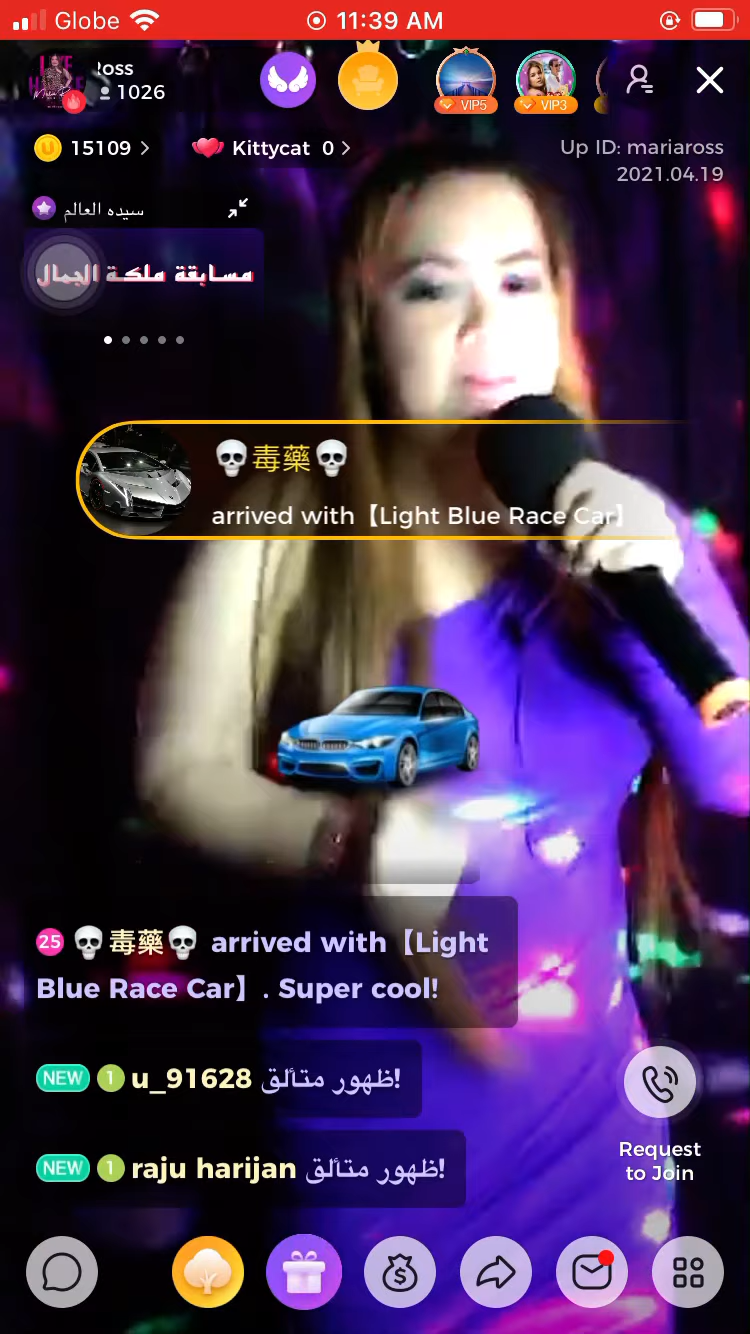 Globe 11:39 AM
oss
1026
VIP5
VIP3
15109
Kittycat 0
Up ID: mariaross
2021.04.19
سيده العالم
مسابقة ملكة الجمال
💀毒藥💀
arrived with【Light Blue Race Car】
25 💀毒藥💀 arrived with【Light
Blue Race Car】. Super cool!
NEW 1 u_91628 ظهور متألق!
NEW 1 raju harijan ظهور متألق!
Request
to Join